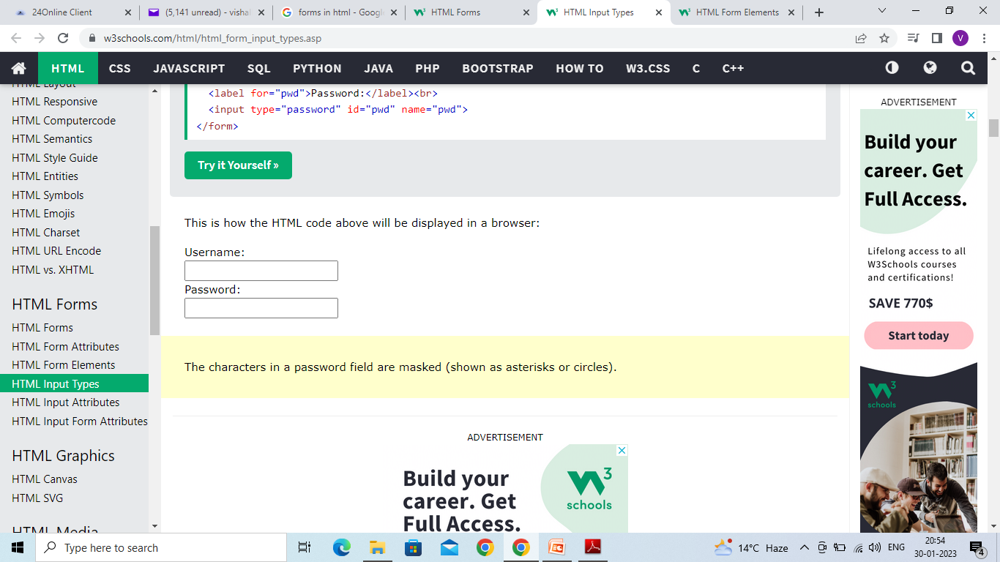 24Online Client
(5,141 unread) - visha
forms in html - Googl
HTML Forms
HTML Input Types
HTML Form Elements
w3schools.com/html/html_form_input_types.asp
V
HTML CSS JAVASCRIPT SQL PYTHON JAVA PHP BOOTSTRAP HOW TO W3.CSS C C++
HTML Layout
HTML Responsive
HTML Computercode
HTML Semantics
HTML Style Guide
HTML Entities
HTML Symbols
HTML Emojis
HTML Charset
HTML URL Encode
HTML vs. XHTML
HTML Forms
HTML Forms
HTML Form Attributes
HTML Form Elements
HTML Input Types
HTML Input Attributes
HTML Input Form Attributes
HTML Graphics
HTML Canvas
HTML SVG
HTML Media
<label for="pwd">Password:</label><br>
<input type="password" id="pwd" name="pwd">
</form>
Try it Yourself »
This is how the HTML code above will be displayed in a browser:
Username:
Password:
The characters in a password field are masked (shown as asterisks or circles).
ADVERTISEMENT
Build your
career. Get
Full Access.
W3
schools
ADVERTISEMENT
Build your
career. Get
Full Access.
Lifelong access to all
W3Schools courses
and certifications!
SAVE 770$
Start today
W3
schools
Type here to search
14°C Haze
ENG
20:54
30-01-2023
4